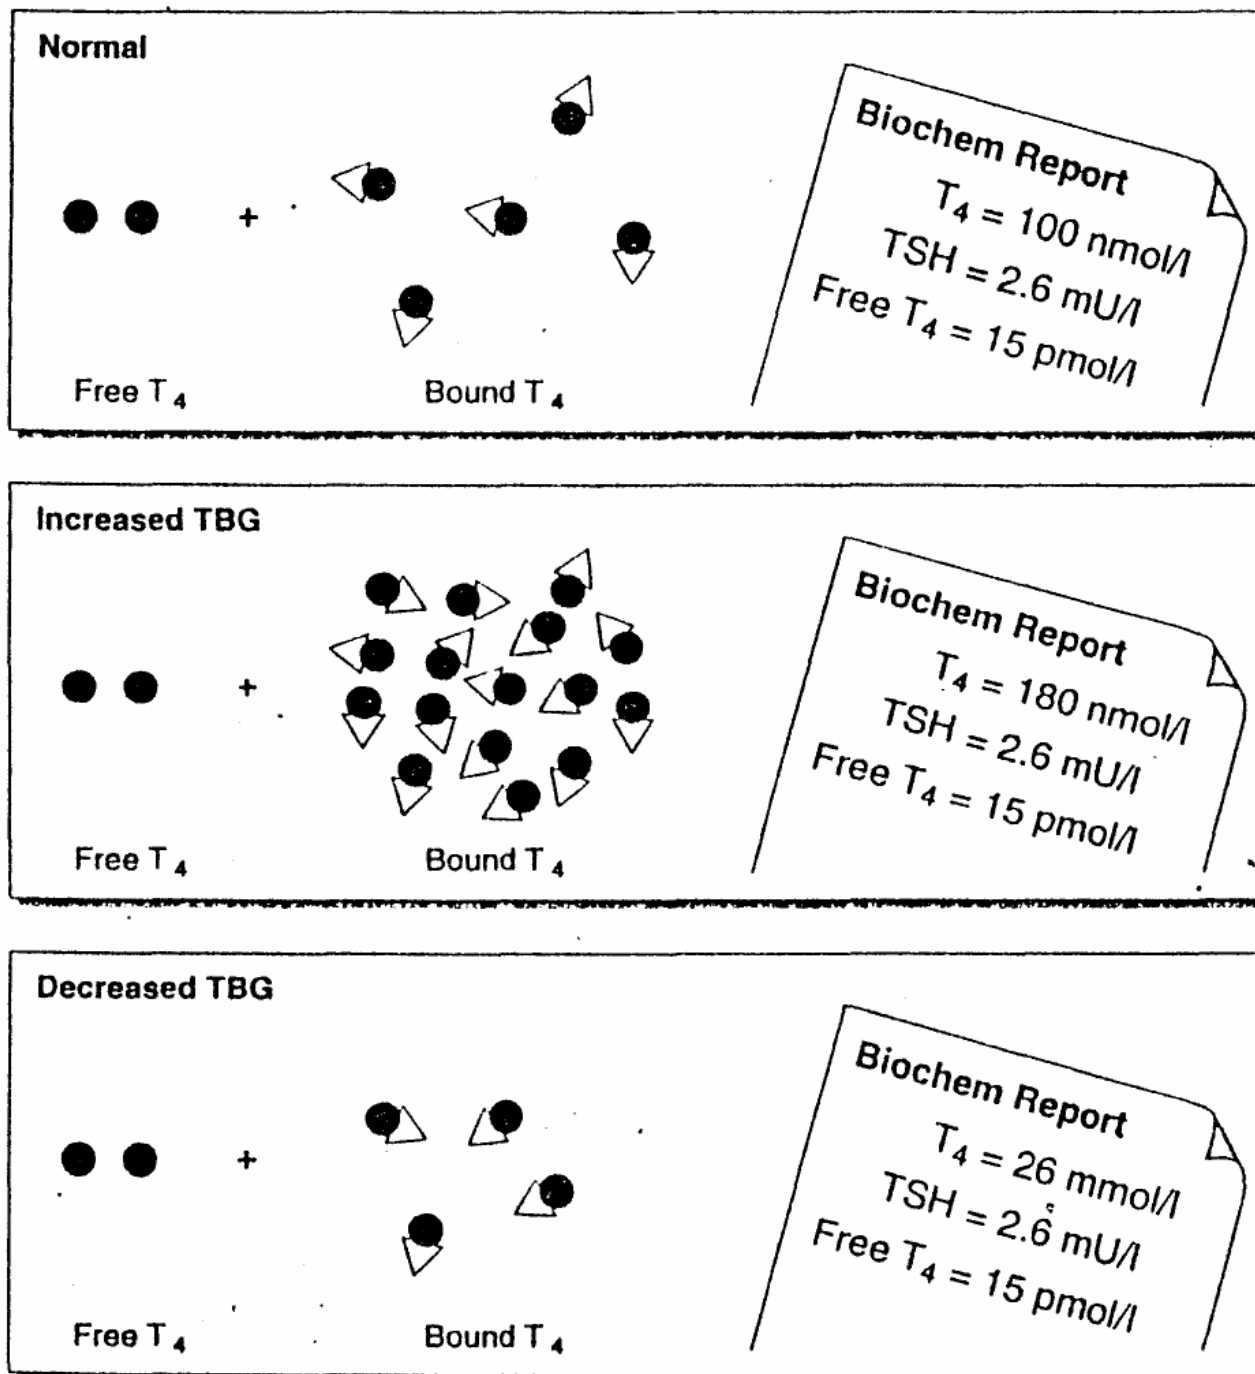 Normal
+
Free T₄
Bound T₄
Biochem Report
T₄ = 100 nmol/l
TSH = 2.6 mU/l
Free T₄ = 15 pmol/l
Increased TBG
+
Free T₄
Bound T₄
Biochem Report
T₄ = 180 nmol/l
TSH = 2.6 mU/l
Free T₄ = 15 pmol/l
Decreased TBG
+
Free T₄
Bound T₄
Biochem Report
T₄ = 26 mmol/l
TSH = 2.6 mU/l
Free T₄ = 15 pmol/l